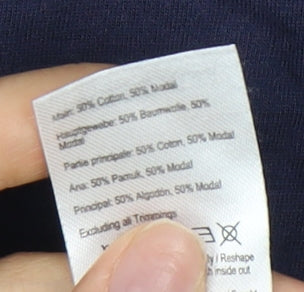 Main: 50% Cotton, 50% Modal
Hauptgewebe: 50% Baumwolle, 50%
Modal
Partie principale: 50% Coton, 50% Modal
Ana: 50% Pamuk, 50% Modal
Principal: 50% Algodón, 50% Modal
Excluding all Trimmings
/ Reshape
inside out